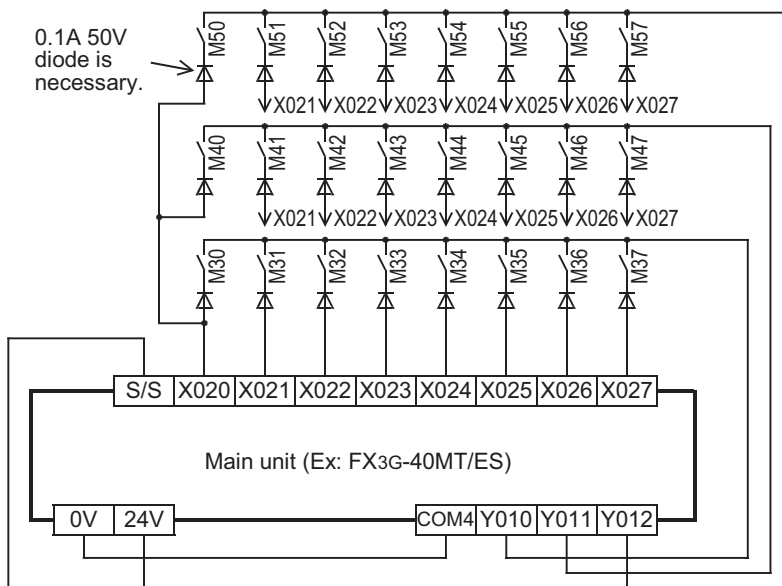 0.1A 50V
diode is
necessary.
M50 M51 M52 M53 M54 M55 M56 M57
X021 X022 X023 X024 X025 X026 X027
M40 M41 M42 M43 M44 M45 M46 M47
X021 X022 X023 X024 X025 X026 X027
M30 M31 M32 M33 M34 M35 M36 M37
S/S X020 X021 X022 X023 X024 X025 X026 X027
Main unit (Ex: FX3G-40MT/ES)
0V 24V COM4 Y010 Y011 Y012